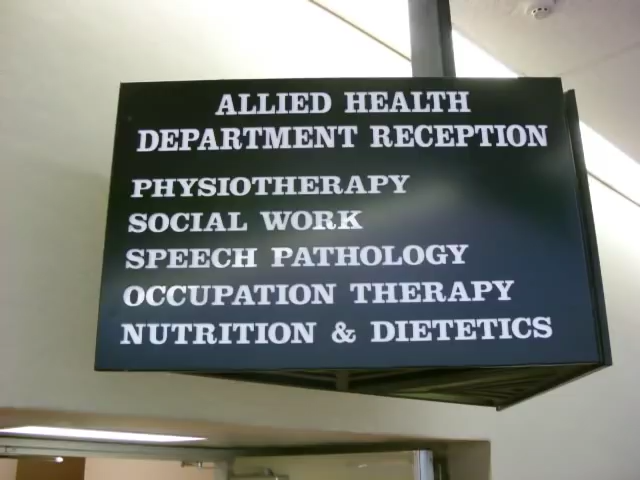 ALLIED HEALTH
DEPARTMENT RECEPTION
PHYSIOTHERAPY
SOCIAL WORK
SPEECH PATHOLOGY
OCCUPATION THERAPY
NUTRITION & DIETETICS